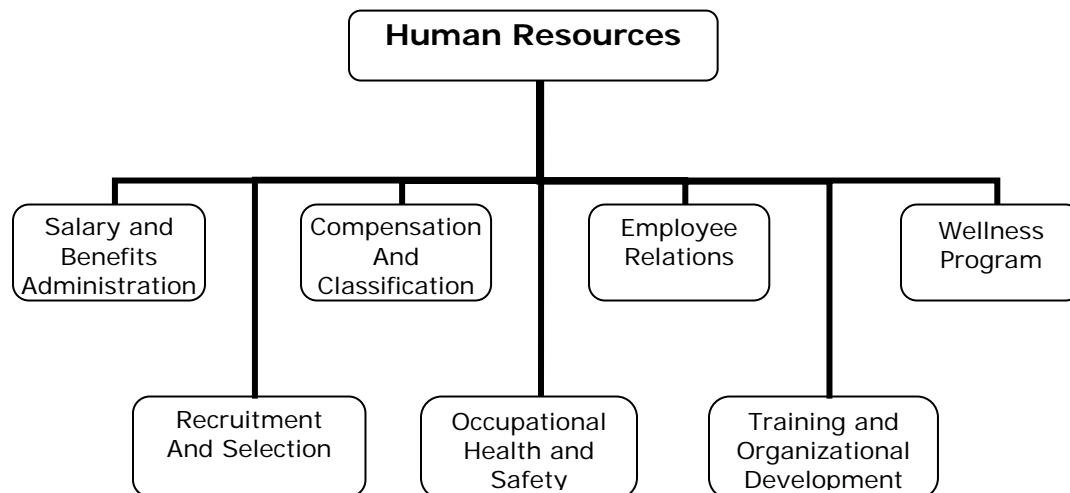 Human Resources
Salary and
Benefits
Administration
Compensation
And
Classification
Employee
Relations
Wellness
Program
Recruitment
And Selection
Occupational
Health and
Safety
Training and
Organizational
Development